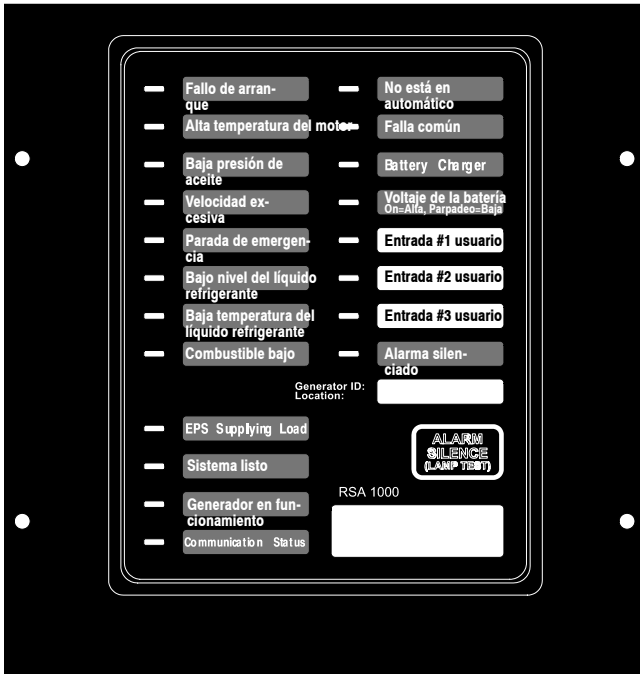 Fallo de arran-
que
Alta temperatura del motor
Baja presión de
aceite
Velocidad ex-
cesiva
Parada de emergen-
cia
Bajo nivel del líquido
refrigerante
Baja temperatura del
líquido refrigerante
Combustible bajo
No está en
automático
Falla común
Battery Charger
Voltaje de la batería
On=Alta, Parpadeo=Baja
Entrada #1 usuario
Entrada #2 usuario
Entrada #3 usuario
Alarma silen-
ciado
Generator ID:
Location:
EPS Supplying Load
Sistema listo
Generador en fun-
cionamiento
Communication Status
ALARM
SILENCE
(LAMP TEST)
RSA 1000